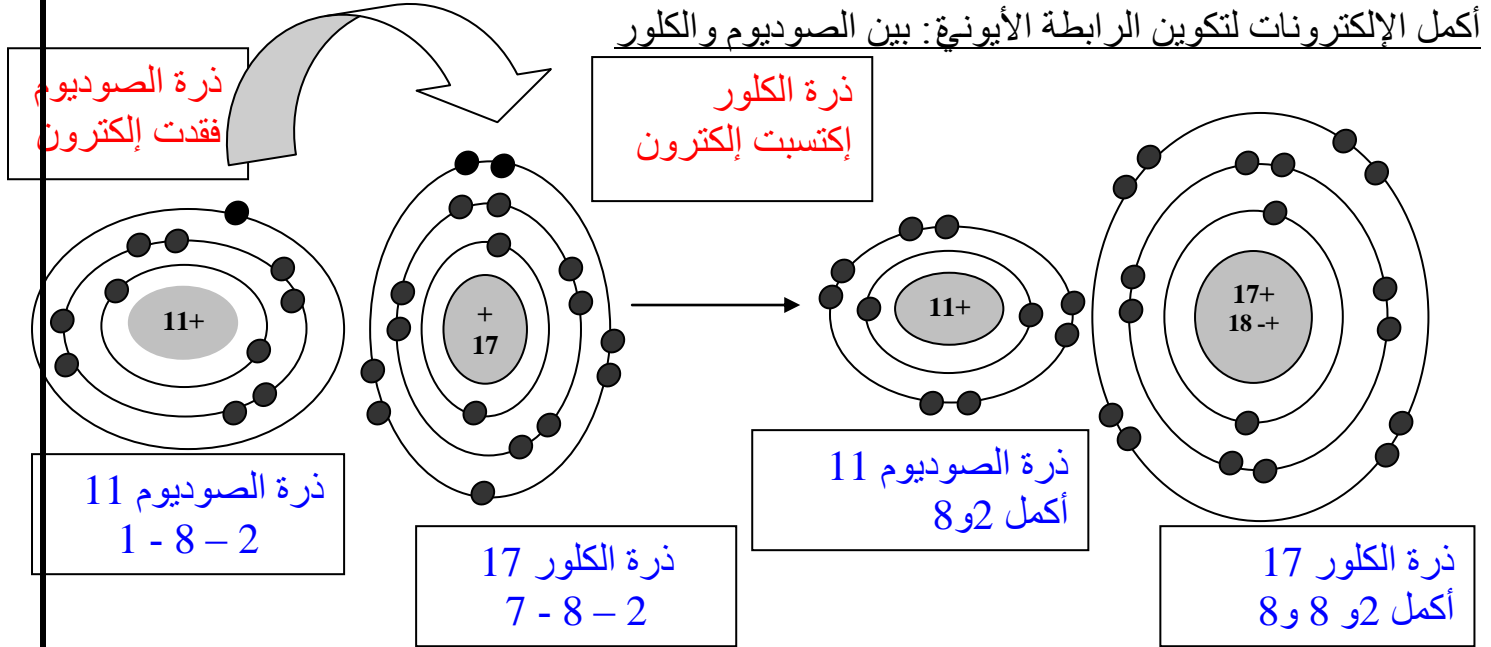 أكمل الإلكترونات لتكوين الرابطة الأيونية: بين الصوديوم والكلور
ذرة الصوديوم
فقدت إلكترون
ذرة الكلور
إكتسبت إلكترون
11+
+
17
11+
17+
18 -+
ذرة الصوديوم 11
2 – 8 - 1
ذرة الكلور 17
2 – 8 - 7
ذرة الصوديوم 11
أكمل 2و8
ذرة الكلور 17
أكمل 2و 8 و8